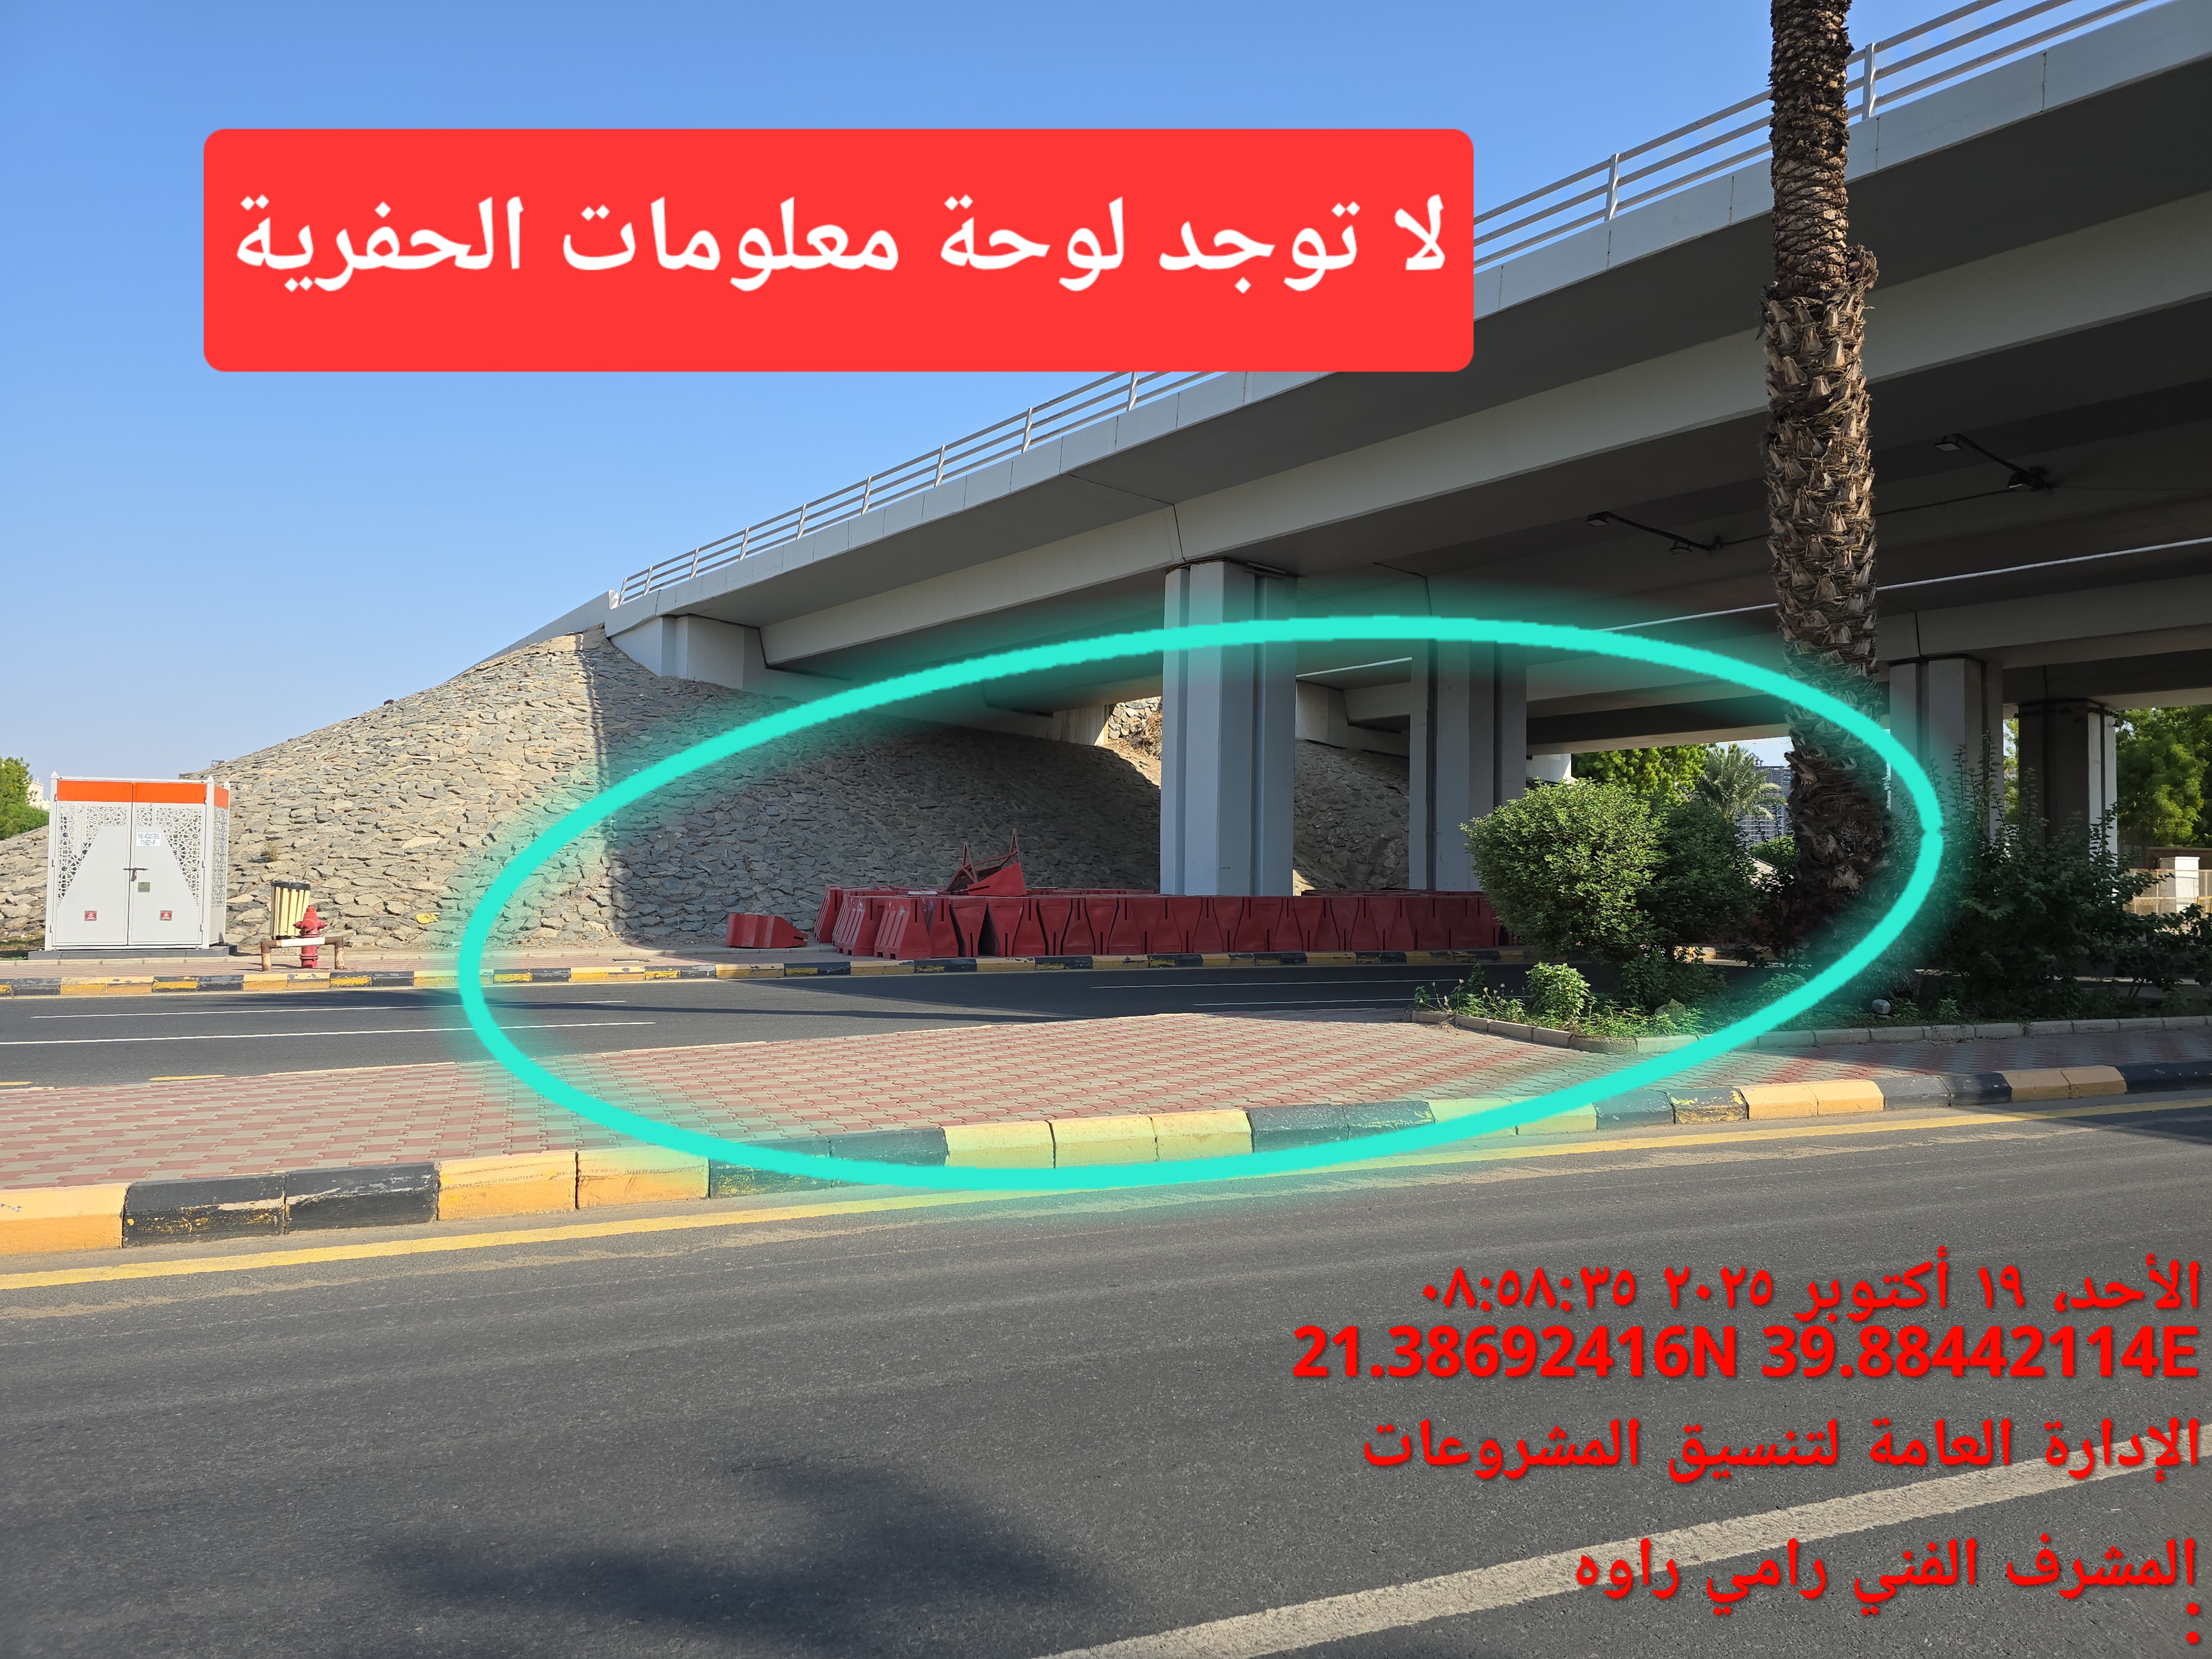 لا توجد لوحة معلومات الحفرية
الأحد، ١٩ أكتوبر ٢٠٢٥ ٠٨:٥٨:٣٥
21.38692416N 39.88442114E
الإدارة العامة لتنسيق المشروعات
المشرف الفني رامي راوه
: